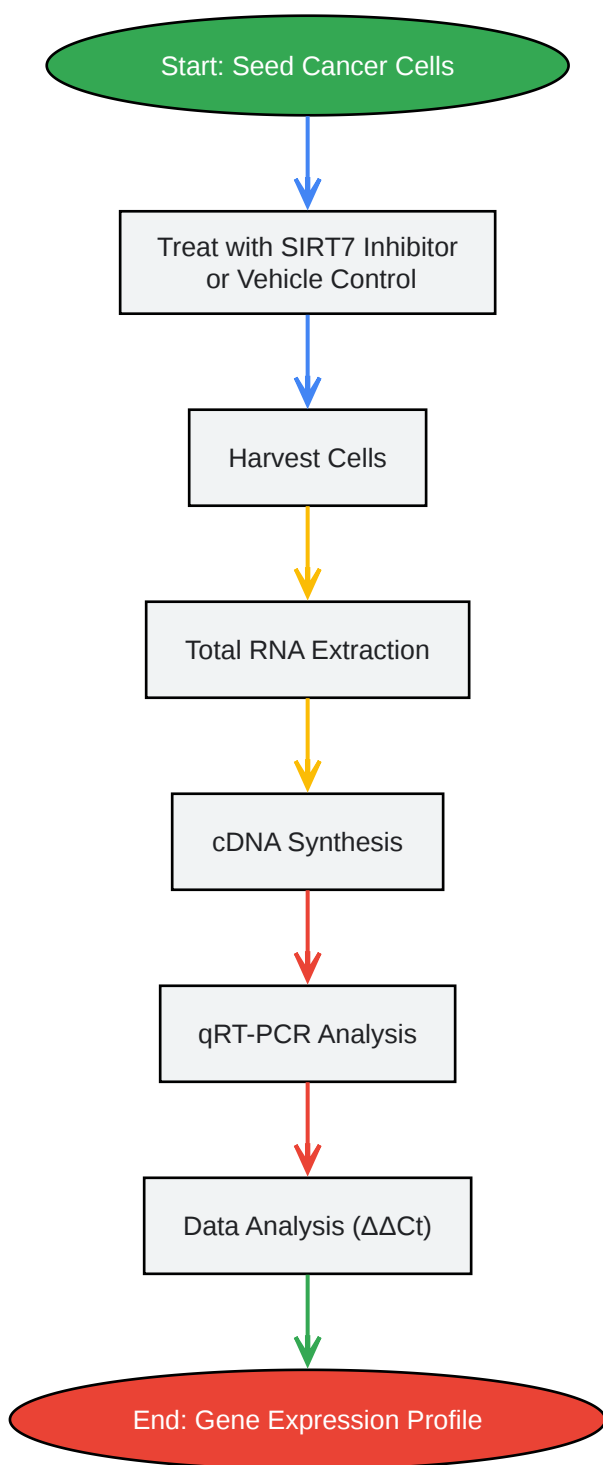 Start: Seed Cancer Cells
Treat with SIRT7 Inhibitor
or Vehicle Control
Harvest Cells
Total RNA Extraction
cDNA Synthesis
qRT-PCR Analysis
Data Analysis (ΔΔCt)
End: Gene Expression Profile